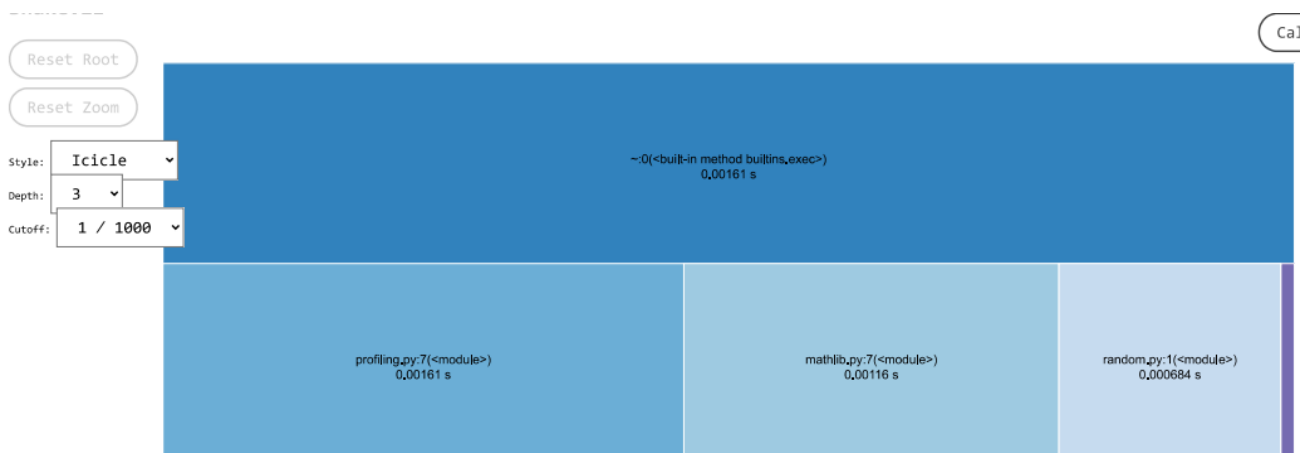 Cal
Reset Root
Reset Zoom
Style: Icicle
Depth: 3
Cutoff: 1 / 1000
~:0(<built-in method builtins.exec>)
0.00161 s
profiling.py:7(<module>)
0.00161 s
mathlib.py:7(<module>)
0.00116 s
random.py:1(<module>)
0.000684 s